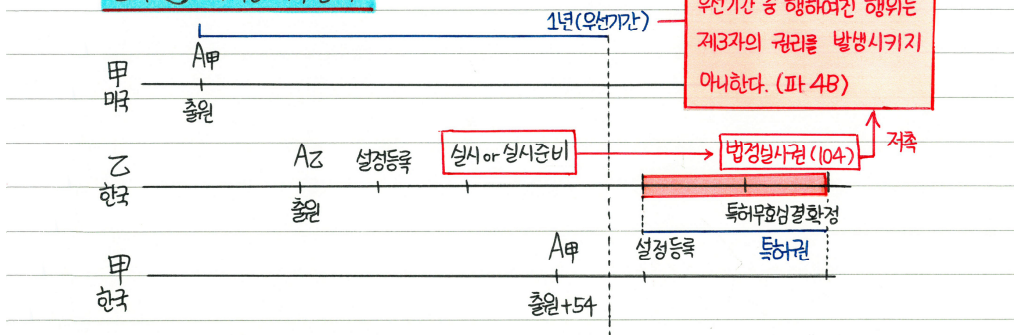 1년(우선기간)
우선기간 중 행하여진 행위는
제3자의 권리를 발생시키지
아니한다. (파 4B)
甲
미국
A甲
출원
乙
한국
A乙
출원
설정등록
실시 or 실시준비
법정실시권(104)
저촉
특허무효심결확정
甲
한국
A甲
출원+54
설정등록
특허권